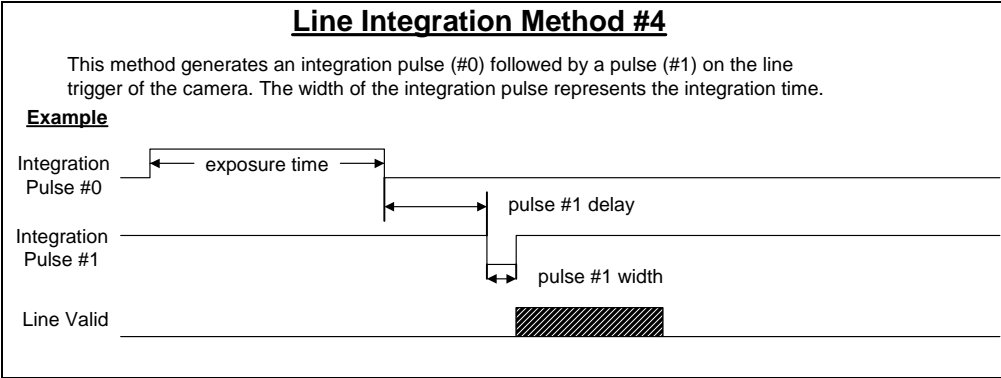 Line Integration Method #4
This method generates an integration pulse (#0) followed by a pulse (#1) on the line
trigger of the camera. The width of the integration pulse represents the integration time.
Example
Integration
Pulse #0
exposure time
pulse #1 delay
Integration
Pulse #1
pulse #1 width
Line Valid